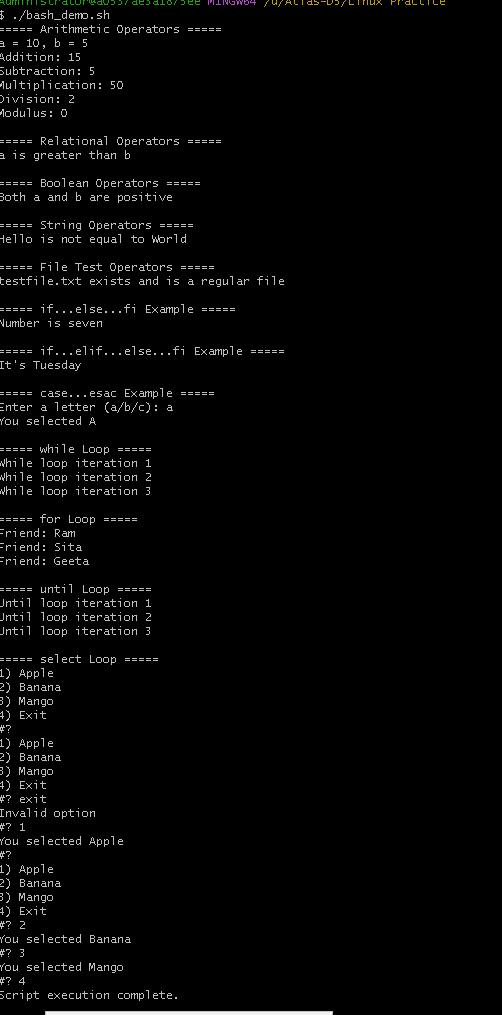 Administrator@a0537ae3a1875ee MINGW64 /d/Atlas-D5/Linux Practice
$ ./bash_demo.sh
===== Arithmetic Operators =====
a = 10, b = 5
Addition: 15
Subtraction: 5
Multiplication: 50
Division: 2
Modulus: 0
===== Relational Operators =====
a is greater than b
===== Boolean Operators =====
Both a and b are positive
===== String Operators =====
Hello is not equal to World
===== File Test Operators =====
testfile.txt exists and is a regular file
===== if...else...fi Example =====
Number is seven
===== if...elif...else...fi Example =====
It's Tuesday
===== case...esac Example =====
Enter a letter (a/b/c): a
You selected A
===== while Loop =====
While loop iteration 1
While loop iteration 2
While loop iteration 3
===== for Loop =====
Friend: Ram
Friend: Sita
Friend: Geeta
===== until Loop =====
Until loop iteration 1
Until loop iteration 2
Until loop iteration 3
===== select Loop =====
1) Apple
2) Banana
3) Mango
4) Exit
#?
1) Apple
2) Banana
3) Mango
4) Exit
#? exit
Invalid option
#? 1
You selected Apple
#?
1) Apple
2) Banana
3) Mango
4) Exit
#? 2
You selected Banana
#? 3
You selected Mango
#? 4
Script execution complete.